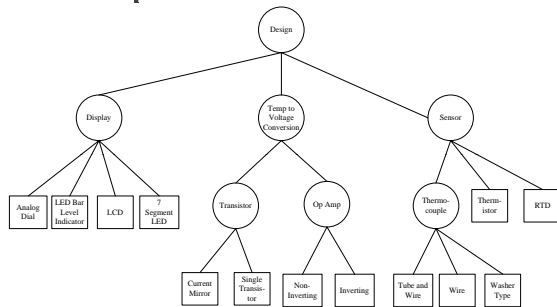 Design
Display
Temp to
Voltage
Conversion
Sensor
Analog
Dial
LED Bar
Level
Indicator
LCD
7
Segment
LED
Transistor
Op Amp
Thermo-
couple
Therm-
istor
RTD
Current
Mirror
Single
Transis-
tor
Non-
Inverting
Inverting
Tube and
Wire
Wire
Washer
Type